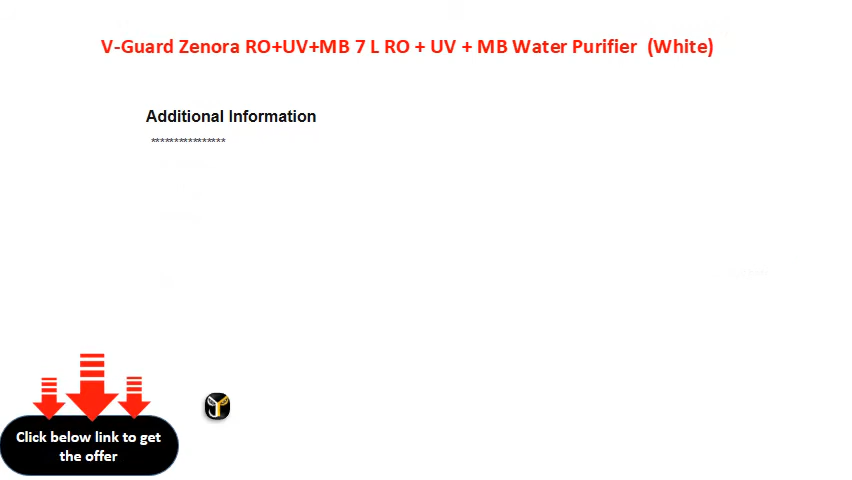 V-Guard Zenora RO+UV+MB 7 L RO + UV + MB Water Purifier  (White)
Additional Information
****************
Click below link to get
the offer